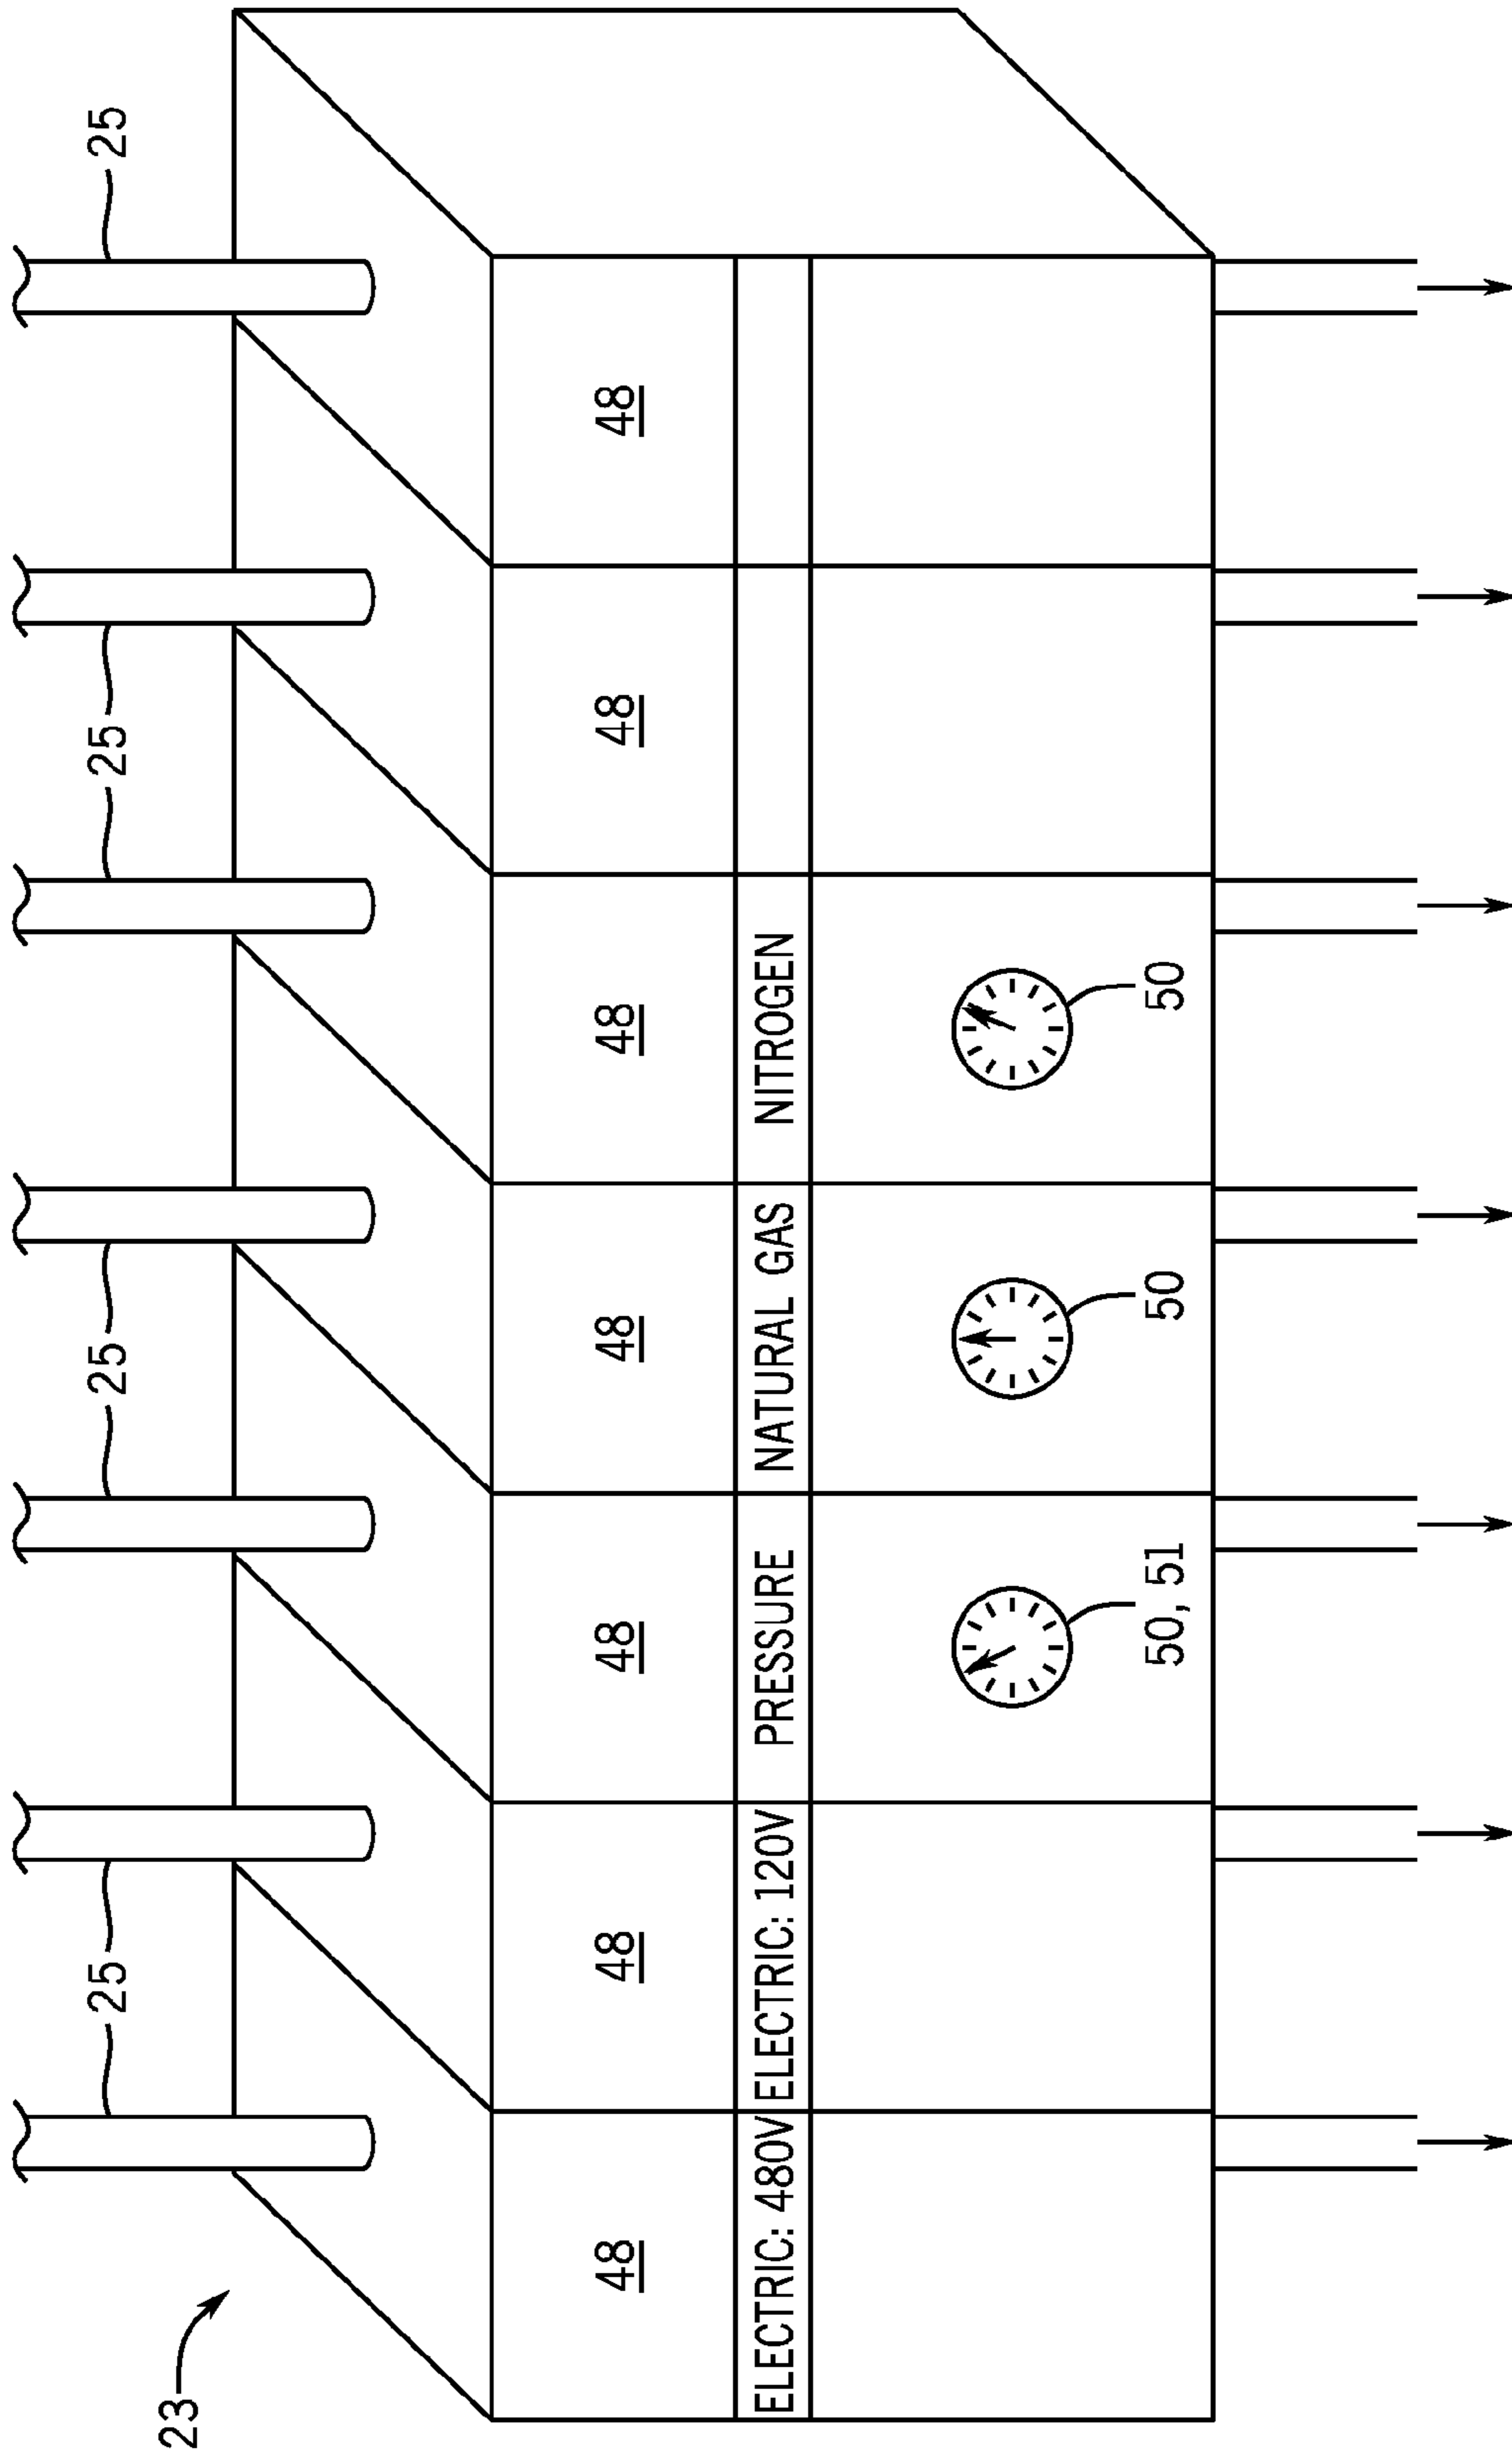 25 25 25 25
23
48 48 48 48 48 48 48
ELECTRIC: 480V ELECTRIC: 120V PRESSURE NATURAL GAS NITROGEN
50, 51 50 50